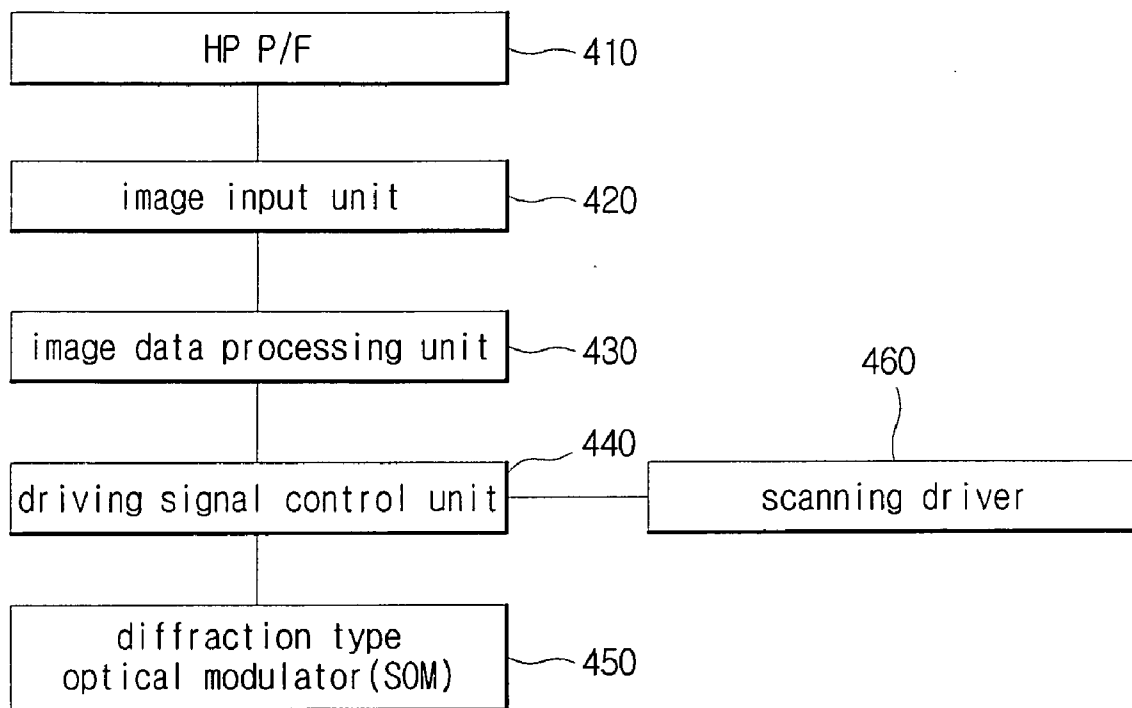 HP P/F
410
image input unit
420
image data processing unit
430
460
440
driving signal control unit
scanning driver
diffraction type
optical modulator(SOM)
450